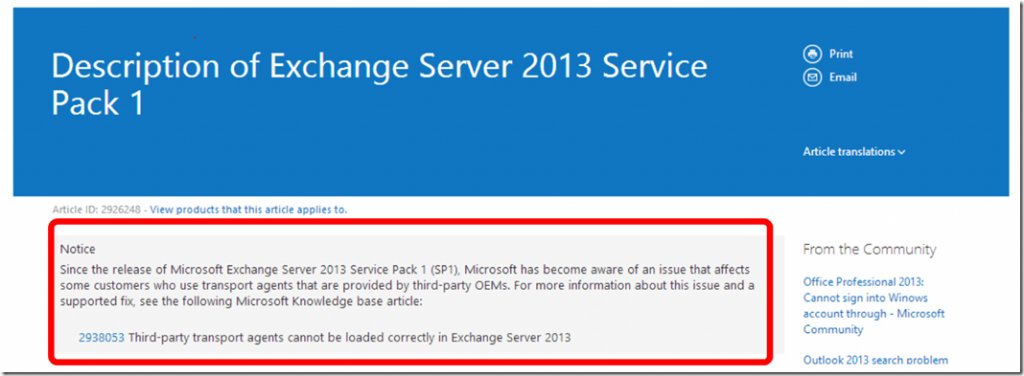 Description of Exchange Server 2013 Service
Pack 1
Print
Email
Article translations
Article ID: 2926248 - View products that this article applies to.
Notice
Since the release of Microsoft Exchange Server 2013 Service Pack 1 (SP1), Microsoft has become aware of an issue that affects
some customers who use transport agents that are provided by third-party OEMs. For more information about this issue and a
supported fix, see the following Microsoft Knowledge base article:
2938053 Third-party transport agents cannot be loaded correctly in Exchange Server 2013
From the Community
Office Professional 2013:
Cannot sign into Winows
account through - Microsoft
Community
Outlook 2013 search problem